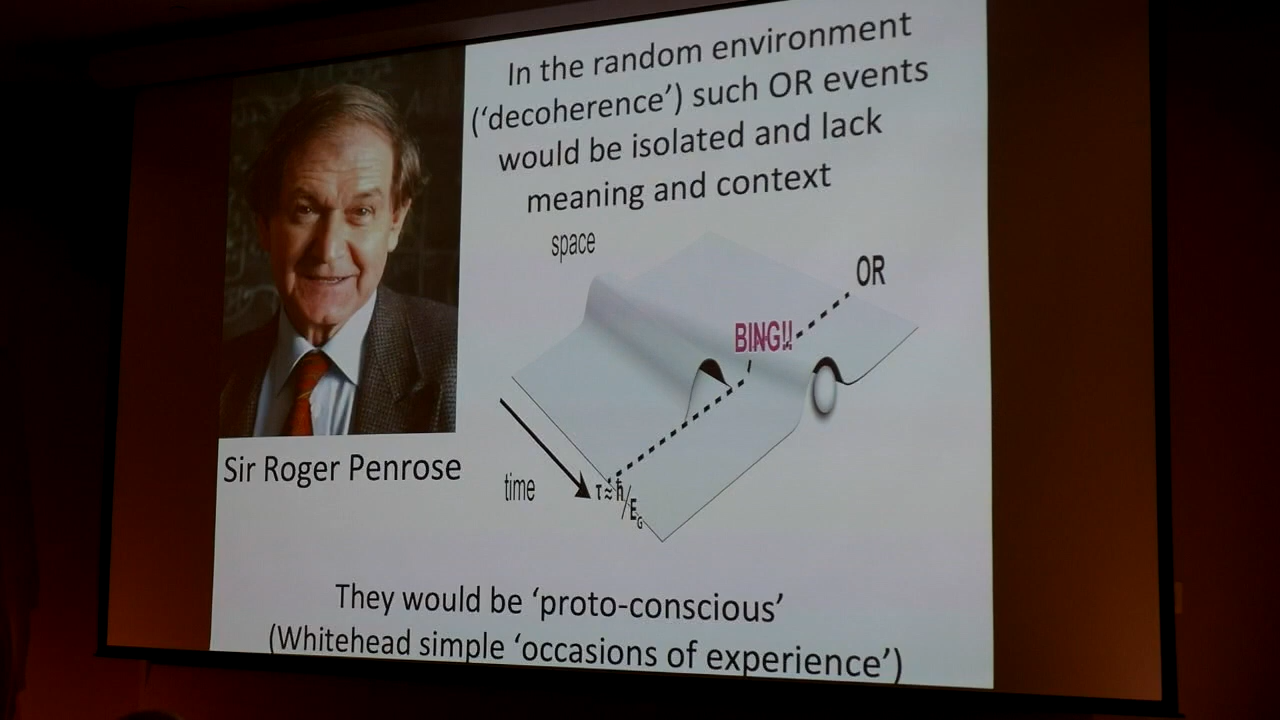 In the random environment
('decoherence') such OR events
would be isolated and lack
meaning and context
space
OR
BING!!
time
τ≈ħ/E_G
Sir Roger Penrose
They would be 'proto-conscious'
(Whitehead simple 'occasions of experience')